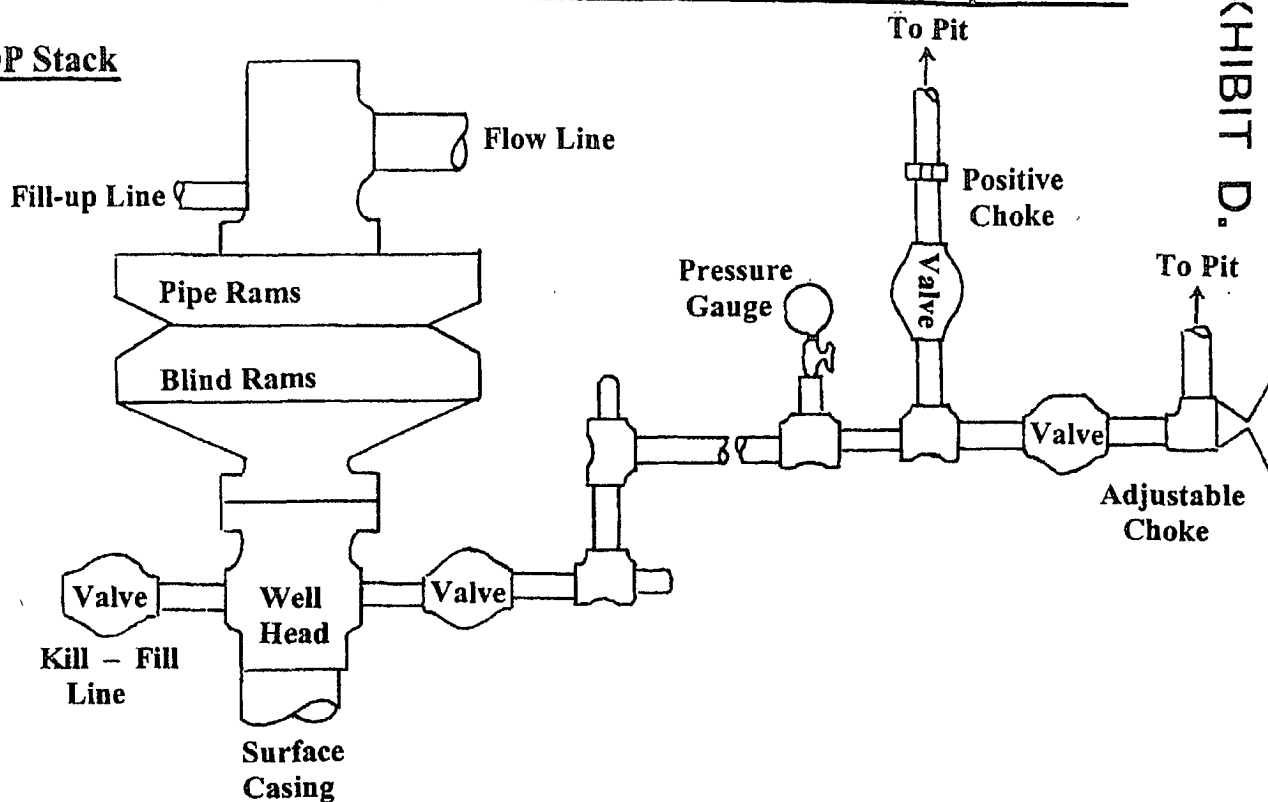 To Pit
P Stack
XHIBIT D.
Flow Line
Fill-up Line
Positive
Choke
Valve
Pressure
Gauge
To Pit
Pipe Rams
Blind Rams
Valve
Adjustable
Choke
Valve
Well
Head
Valve
Kill – Fill
Line
Surface
Casing